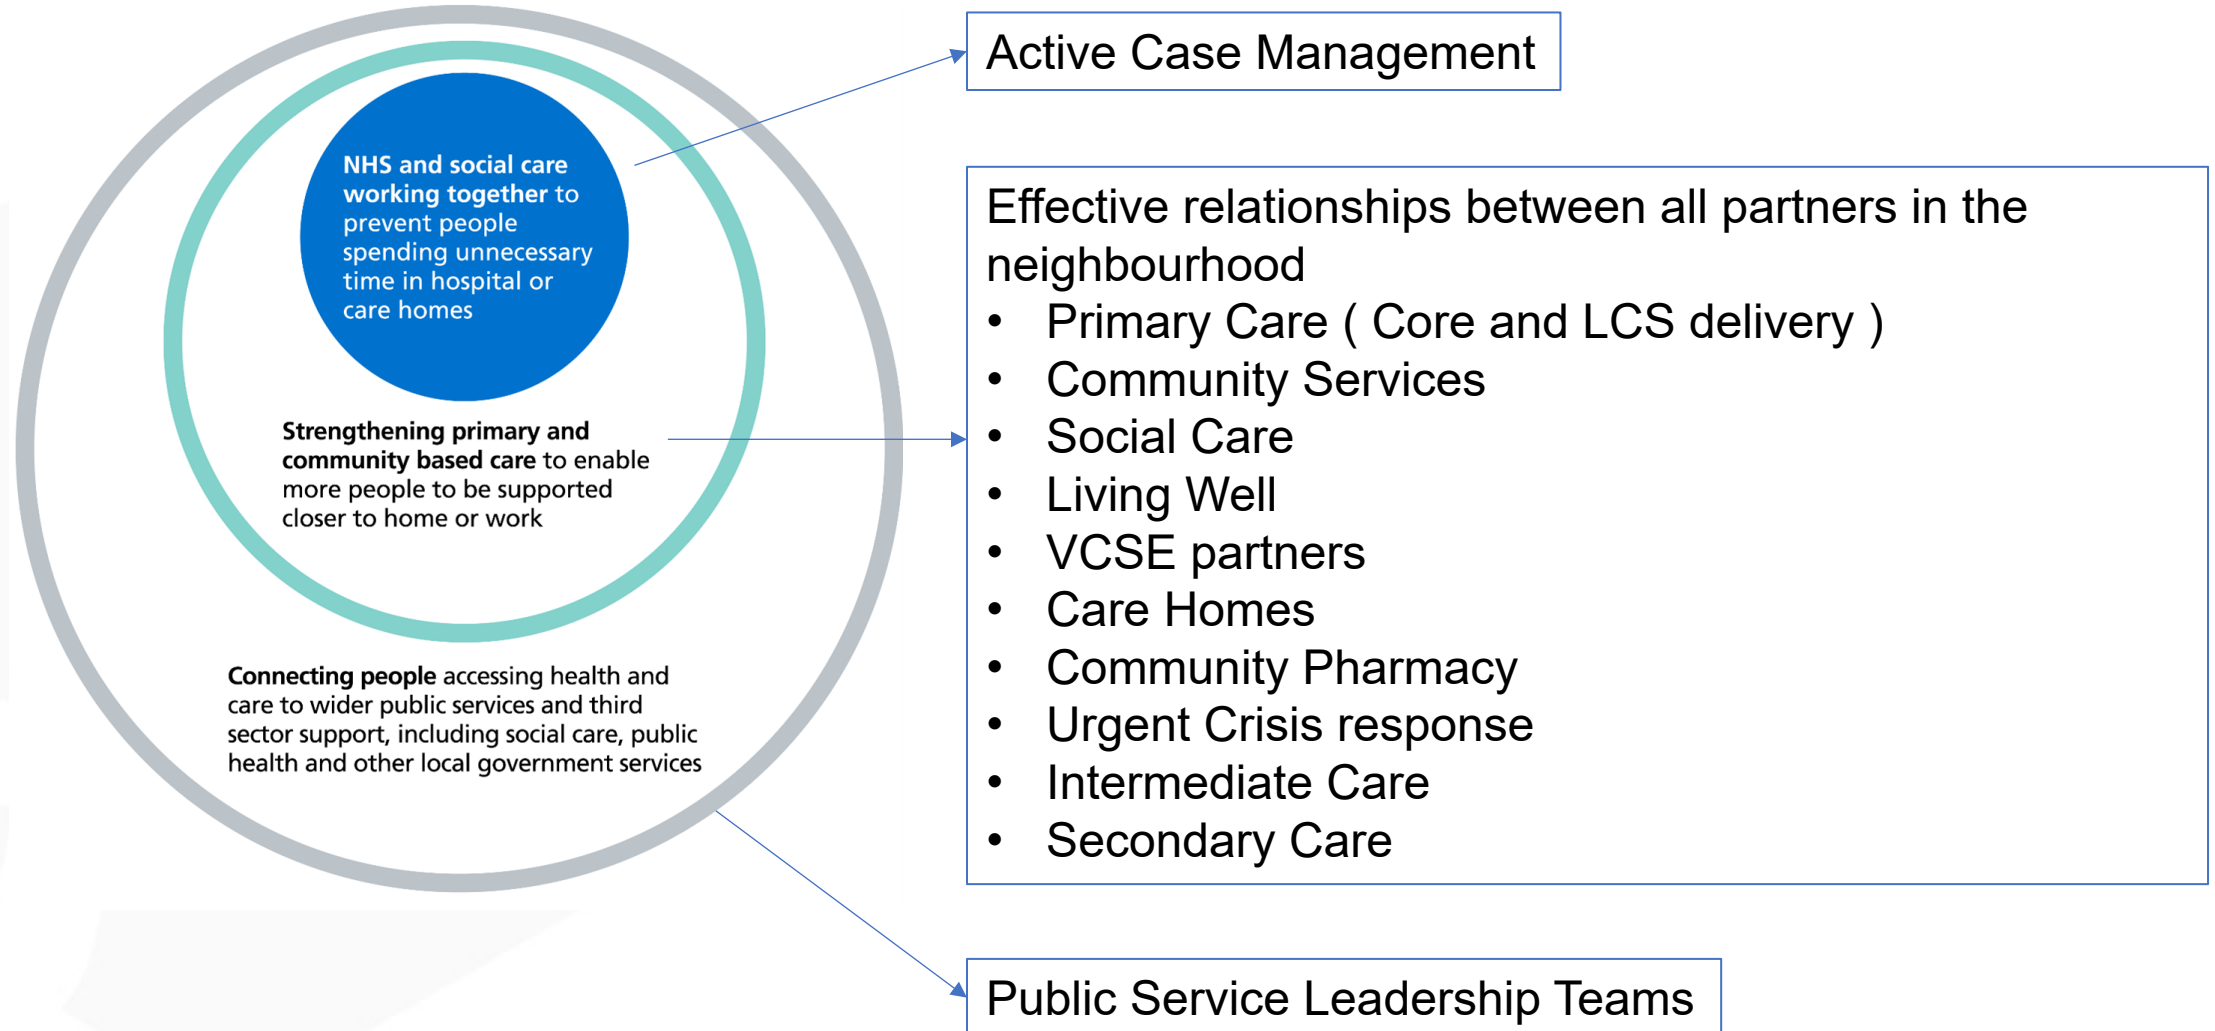 NHS and social care
working together to
prevent people
spending unnecessary
time in hospital or
care homes
Strengthening primary and
community based care to enable
more people to be supported
closer to home or work
Connecting people accessing health and
care to wider public services and third
sector support, including social care, public
health and other local government services
Active Case Management
Effective relationships between all partners in the
neighbourhood
• Primary Care ( Core and LCS delivery )
• Community Services
• Social Care
• Living Well
• VCSE partners
• Care Homes
• Community Pharmacy
• Urgent Crisis response
• Intermediate Care
• Secondary Care
Public Service Leadership Teams